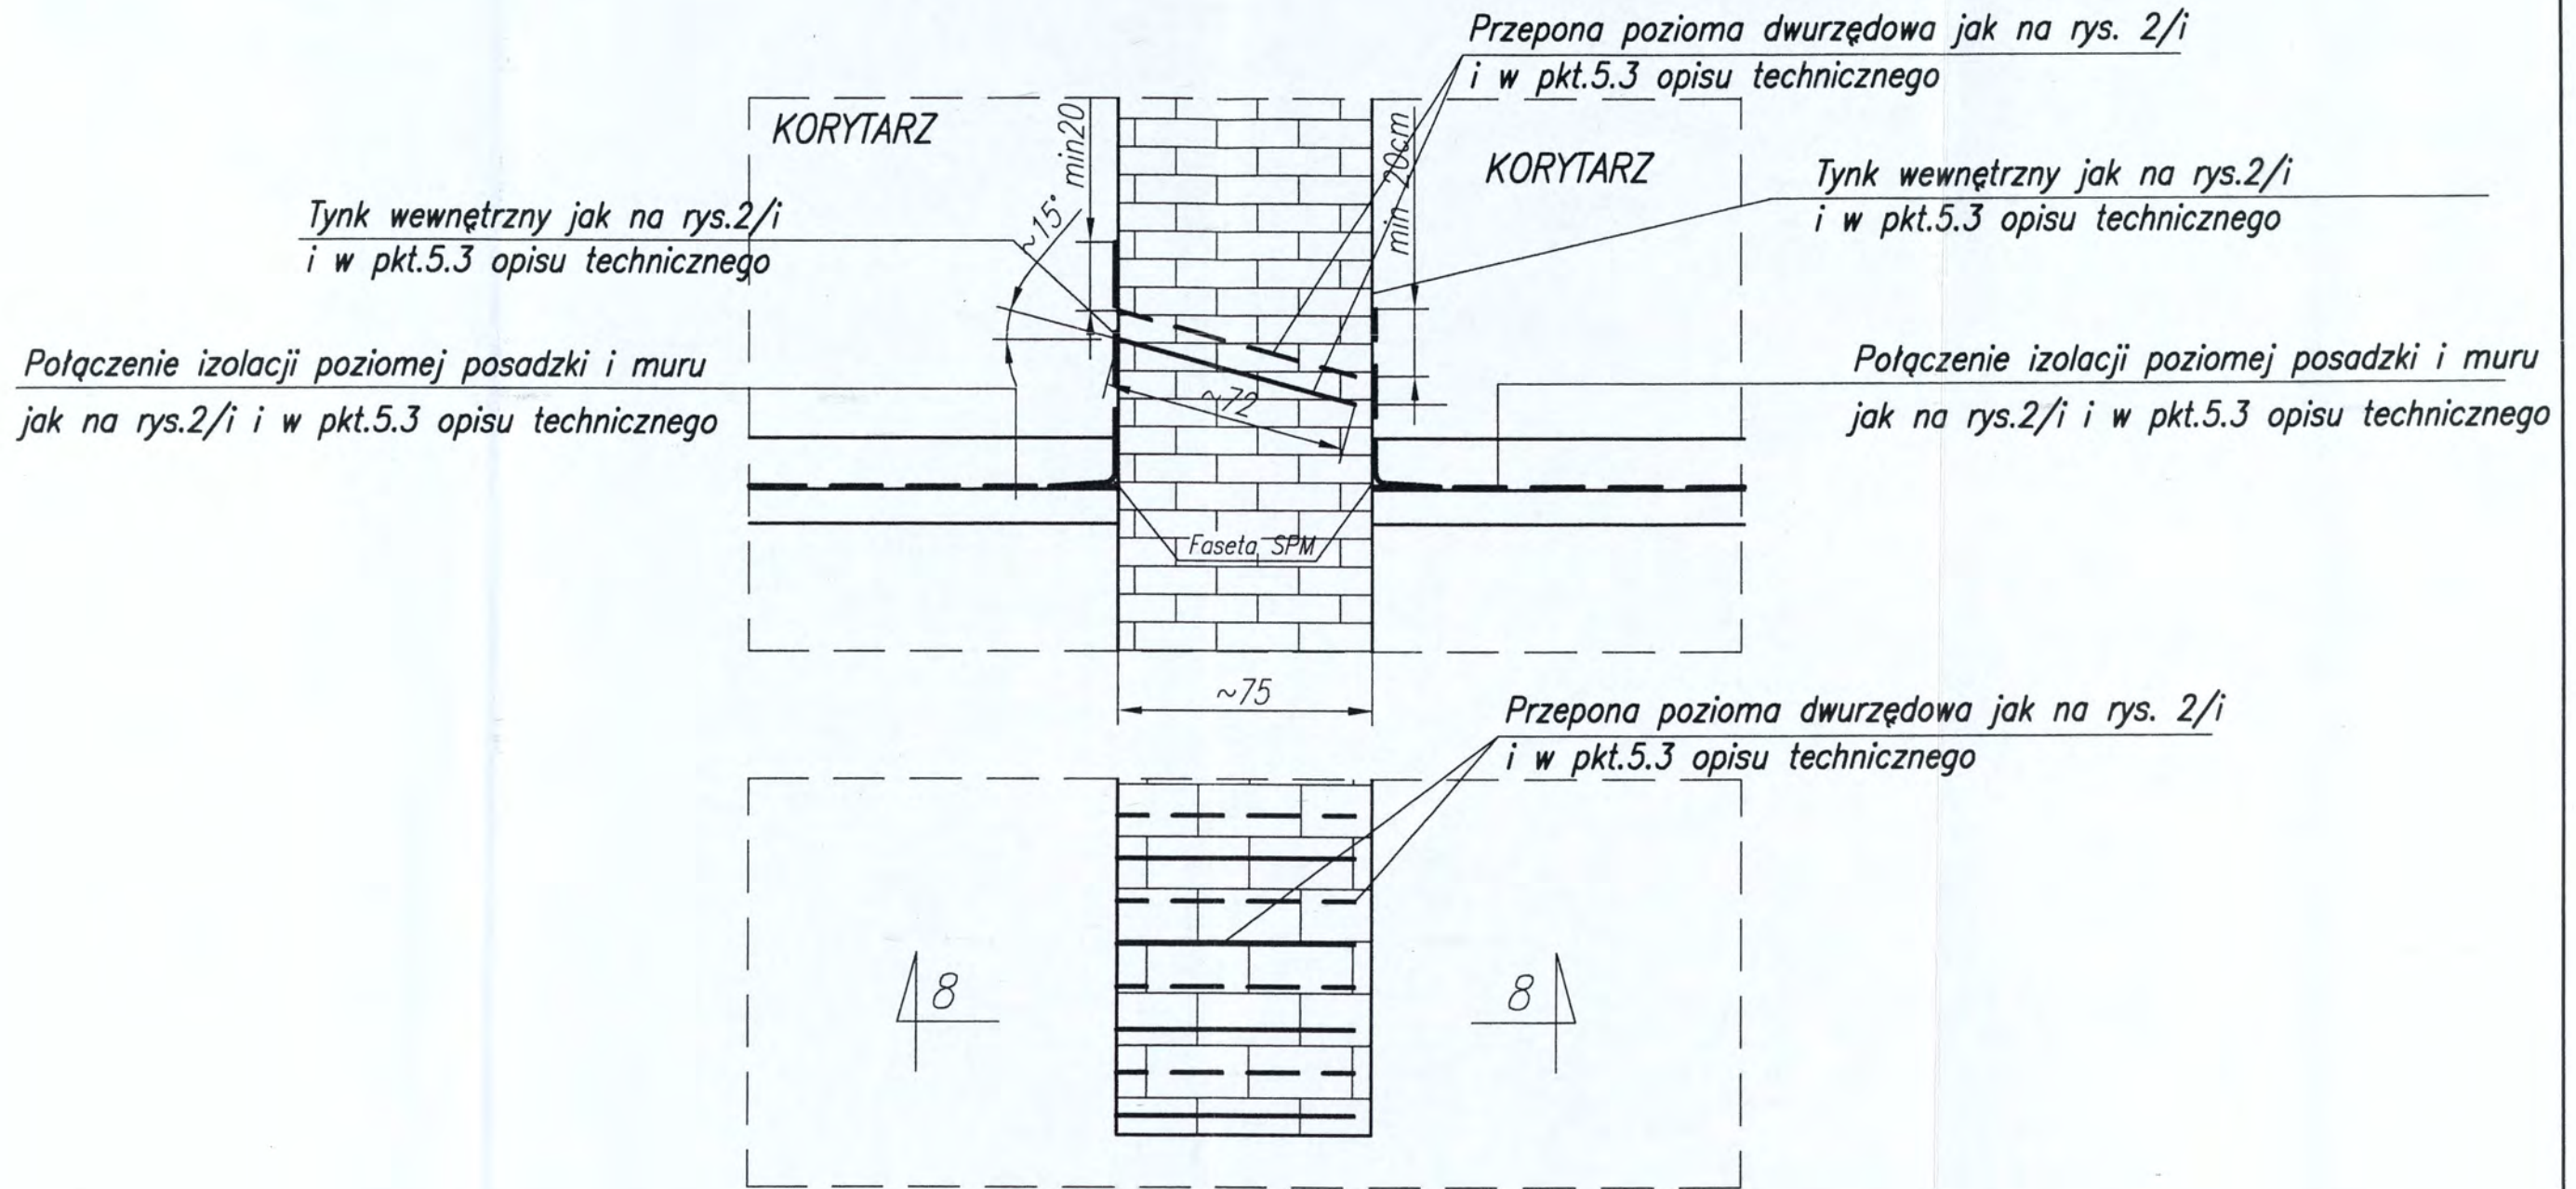 Przepona pozioma dwurzędowa jak na rys. 2/i
i w pkt.5.3 opisu technicznego
KORYTARZ
min20
min 20cm
KORYTARZ
Tynk wewnętrzny jak na rys.2/i
i w pkt.5.3 opisu technicznego
Tynk wewnętrzny jak na rys.2/i
i w pkt.5.3 opisu technicznego
~15°
Połączenie izolacji poziomej posadzki i muru
jak na rys.2/i i w pkt.5.3 opisu technicznego
~72
Połączenie izolacji poziomej posadzki i muru
jak na rys.2/i i w pkt.5.3 opisu technicznego
Faseta SPM
~75
Przepona pozioma dwurzędowa jak na rys. 2/i
i w pkt.5.3 opisu technicznego
8
8